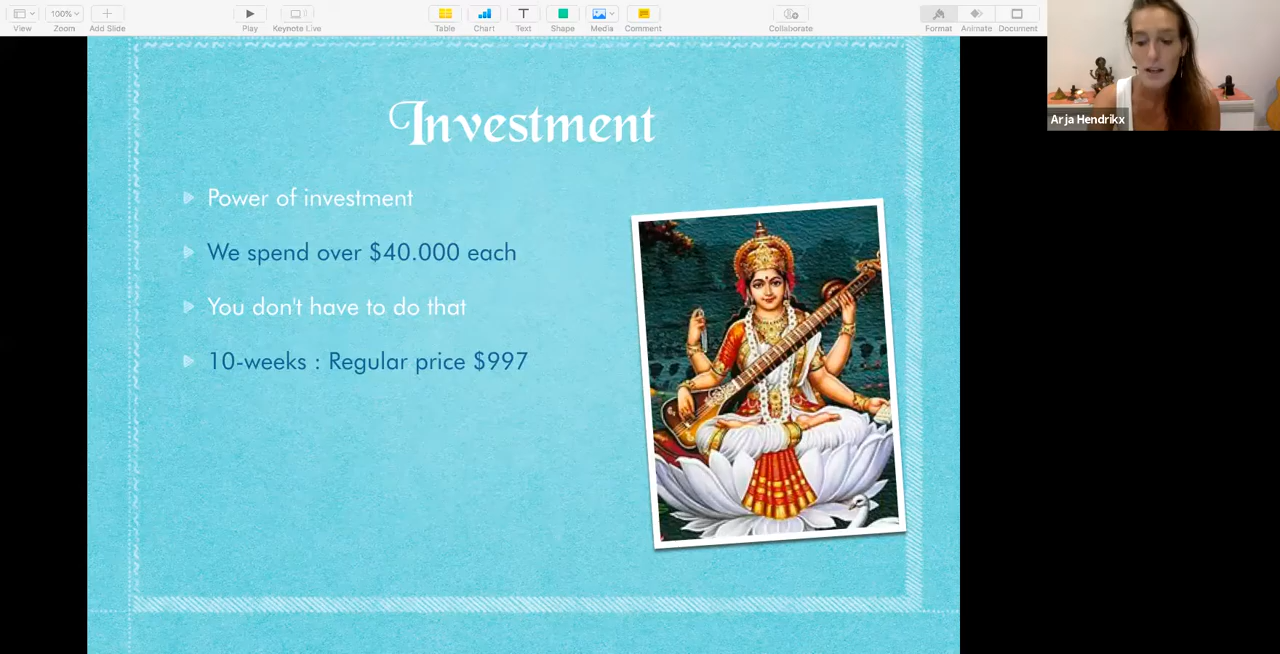 100%
View
Zoom
Add Slide
Play
Keynote Live
Table
Chart
Text
Shape
Media
Comment
Collaborate
Format
Animate
Document
Arja Hendrikx
Investment
Power of investment
We spend over $40.000 each
You don't have to do that
10-weeks : Regular price $997